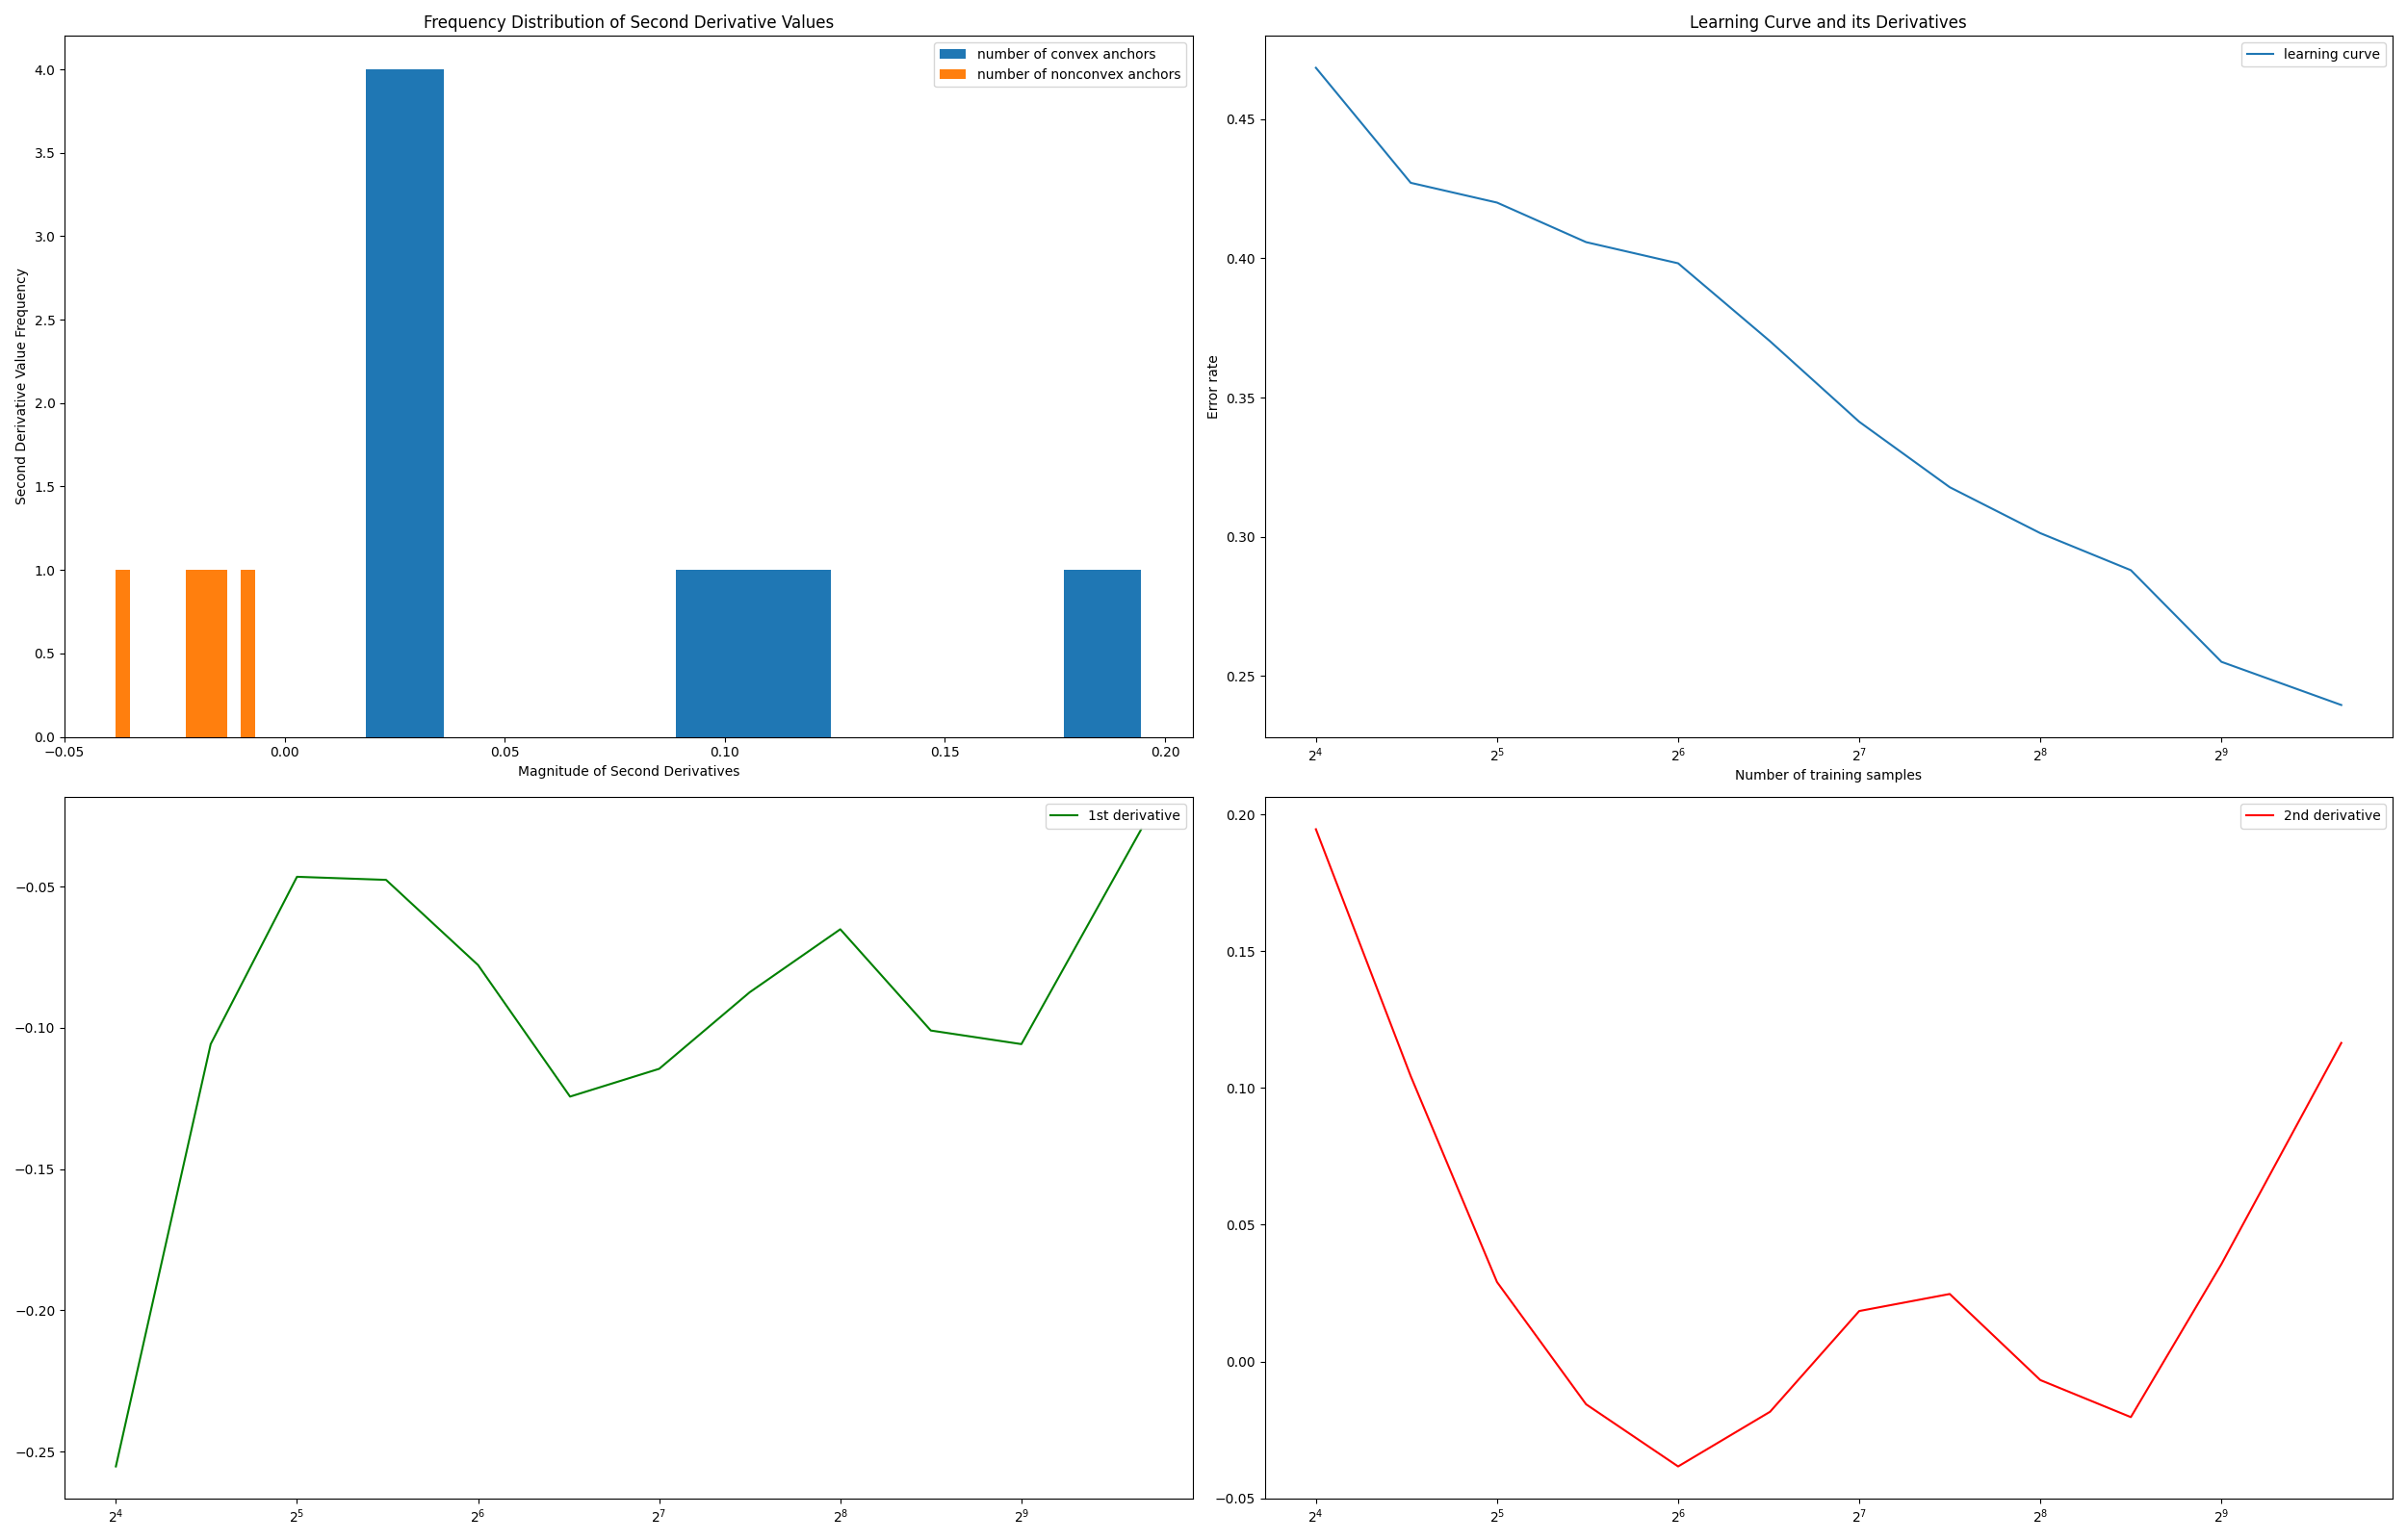 Frequency Distribution of Second Derivative Values
number of convex anchors
number of nonconvex anchors
Second Derivative Value Frequency
4.0
3.5
3.0
2.5
2.0
1.5
1.0
0.5
0.0
−0.05 0.00 0.05 0.10 0.15 0.20
Magnitude of Second Derivatives
Learning Curve and its Derivatives
learning curve
Error rate
0.45
0.40
0.35
0.30
0.25
2⁴ 2⁵ 2⁶ 2⁷ 2⁸ 2⁹
Number of training samples
1st derivative
−0.05
−0.10
−0.15
−0.20
−0.25
2⁴ 2⁵ 2⁶ 2⁷ 2⁸ 2⁹
2nd derivative
0.20
0.15
0.10
0.05
0.00
−0.05
2⁴ 2⁵ 2⁶ 2⁷ 2⁸ 2⁹